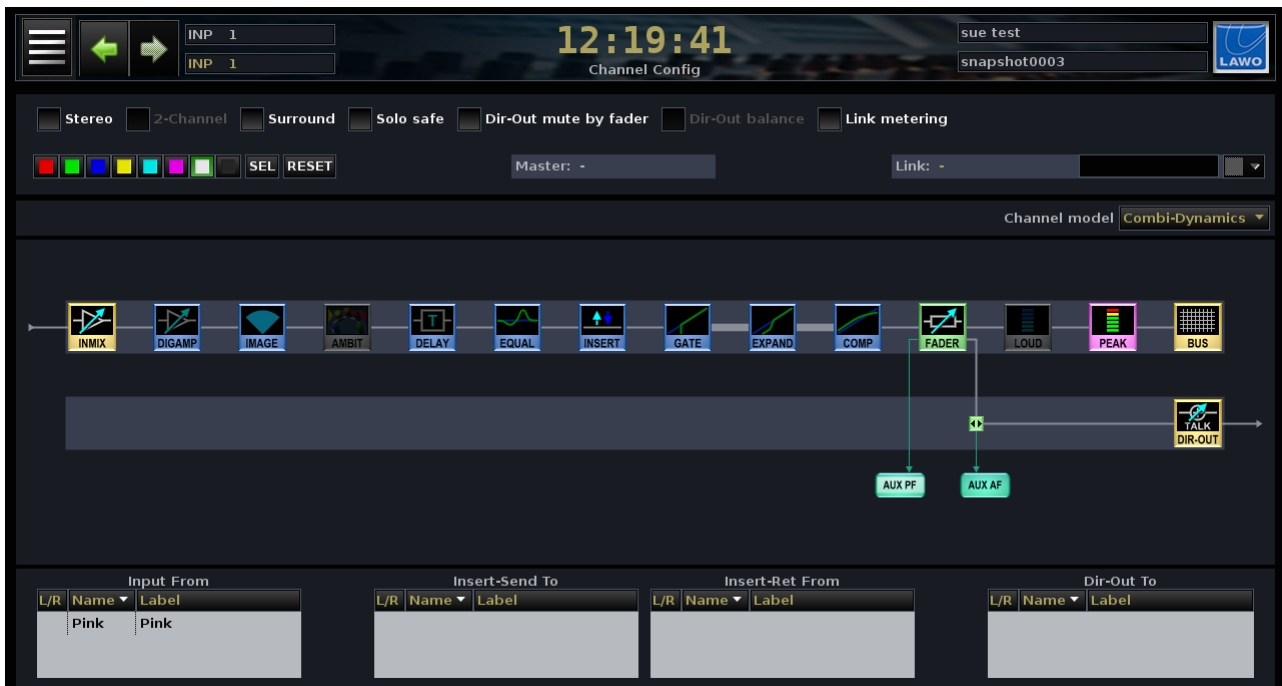 INP 1
INP 1
12:19:41
Channel Config
sue test
snapshot0003
LAWO
Stereo 2-Channel Surround Solo safe Dir-Out mute by fader Dir-Out balance Link metering
SEL RESET Master: - Link: -
Channel model Combi-Dynamics
INMIX DIGAMP IMAGE AMBIT DELAY EQUAL INSERT GATE EXPAND COMP FADER LOUD PEAK BUS
T
TALK
DIR-OUT
AUX PF AUX AF
Input From Insert-Send To Insert-Ret From Dir-Out To
L/R Name Label L/R Name Label L/R Name Label L/R Name Label
Pink Pink